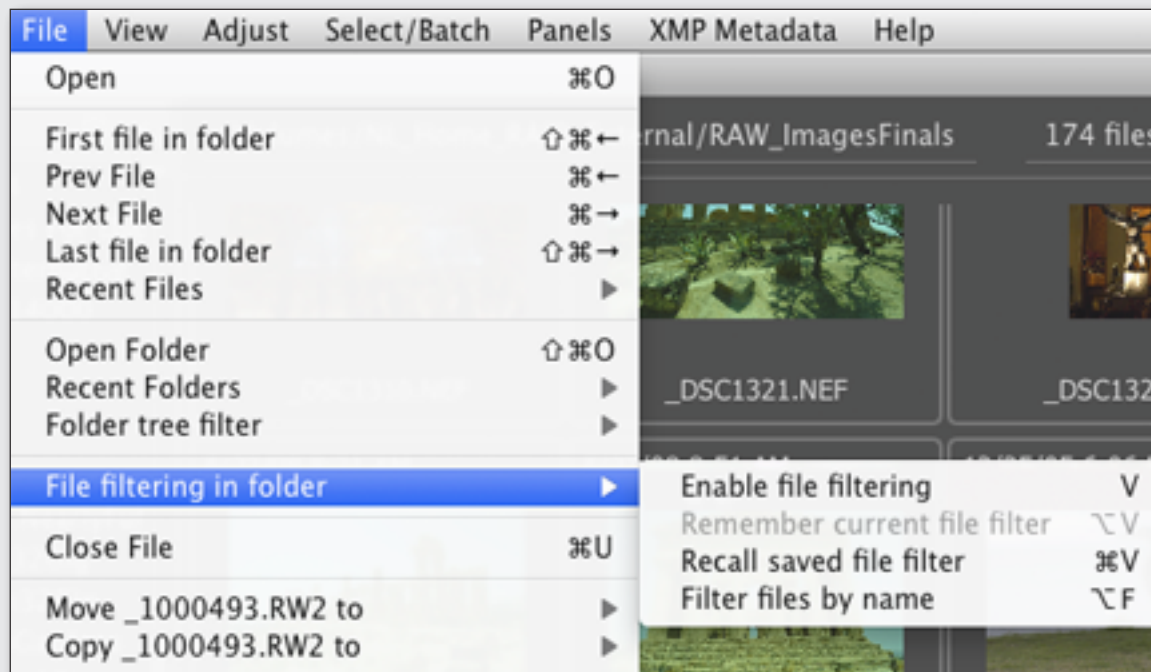 File View Adjust Select/Batch Panels XMP Metadata Help
Open ⌘O
First file in folder ⇧⌘←
Prev File ⌘←
Next File ⌘→
Last file in folder ⇧⌘→
Recent Files ▶
Open Folder ⇧⌘O
Recent Folders ▶
Folder tree filter ▶
File filtering in folder ▶
Close File ⌘U
Move _1000493.RW2 to ▶
Copy _1000493.RW2 to ▶
rnal/RAW_ImagesFinals 174 files
_DSC1321.NEF _DSC132
Enable file filtering V
Remember current file filter ⌥V
Recall saved file filter ⌘V
Filter files by name ⌥F